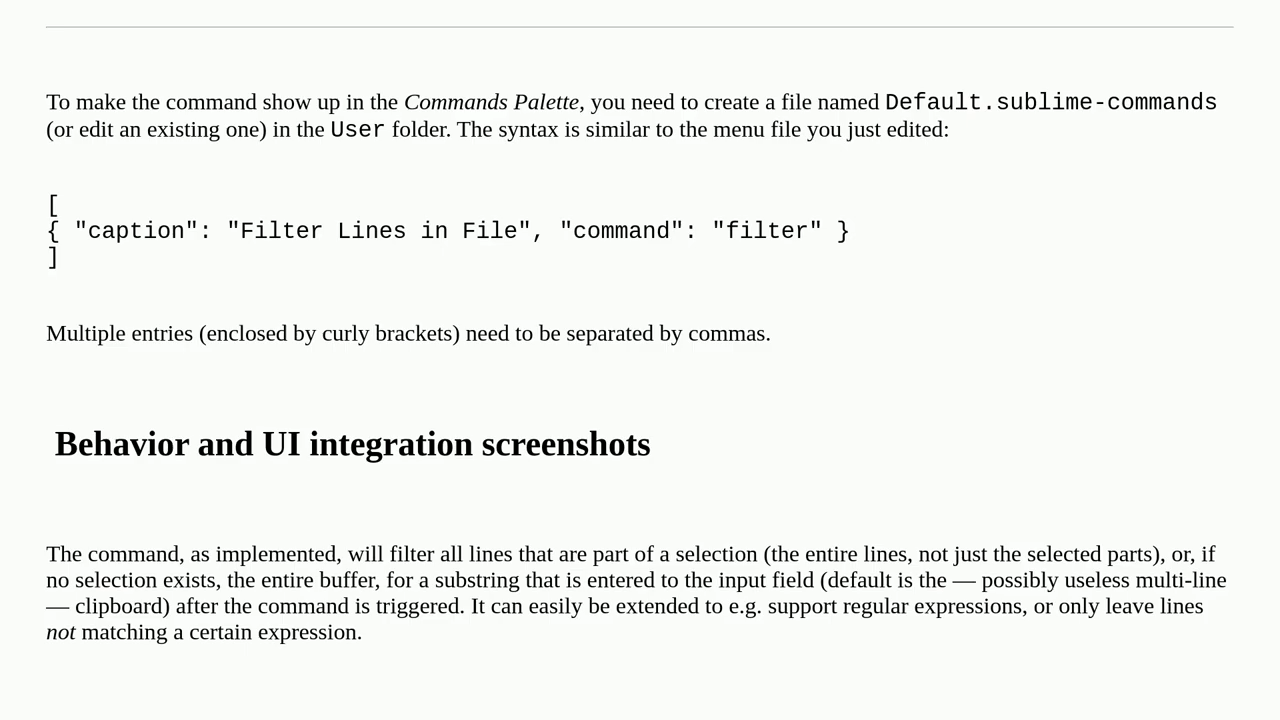 To make the command show up in the Commands Palette, you need to create a file named Default.sublime-commands
(or edit an existing one) in the User folder. The syntax is similar to the menu file you just edited:
[
{ "caption": "Filter Lines in File", "command": "filter" }
]
Multiple entries (enclosed by curly brackets) need to be separated by commas.
Behavior and UI integration screenshots
The command, as implemented, will filter all lines that are part of a selection (the entire lines, not just the selected parts), or, if
no selection exists, the entire buffer, for a substring that is entered to the input field (default is the — possibly useless multi-line
— clipboard) after the command is triggered. It can easily be extended to e.g. support regular expressions, or only leave lines
not matching a certain expression.